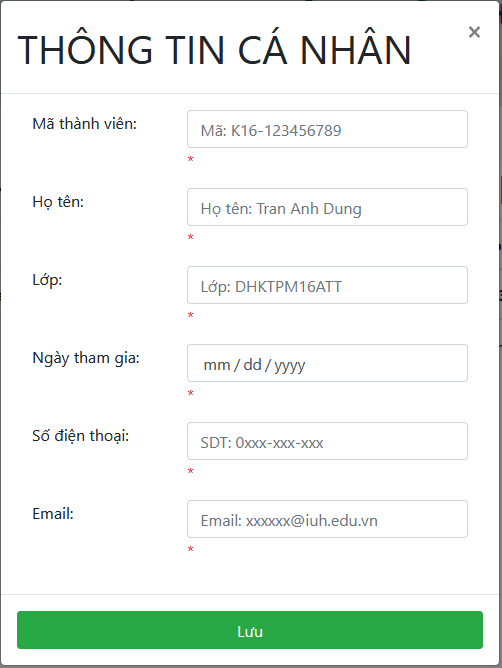 THÔNG TIN CÁ NHÂN
×
Mã thành viên:
Mã: K16-123456789
*
Họ tên:
Họ tên: Tran Anh Dung
*
Lớp:
Lớp: DHKTPM16ATT
*
Ngày tham gia:
mm / dd / yyyy
*
Số điện thoại:
SDT: 0xxx-xxx-xxx
*
Email:
Email: xxxxxx@iuh.edu.vn
*
Lưu